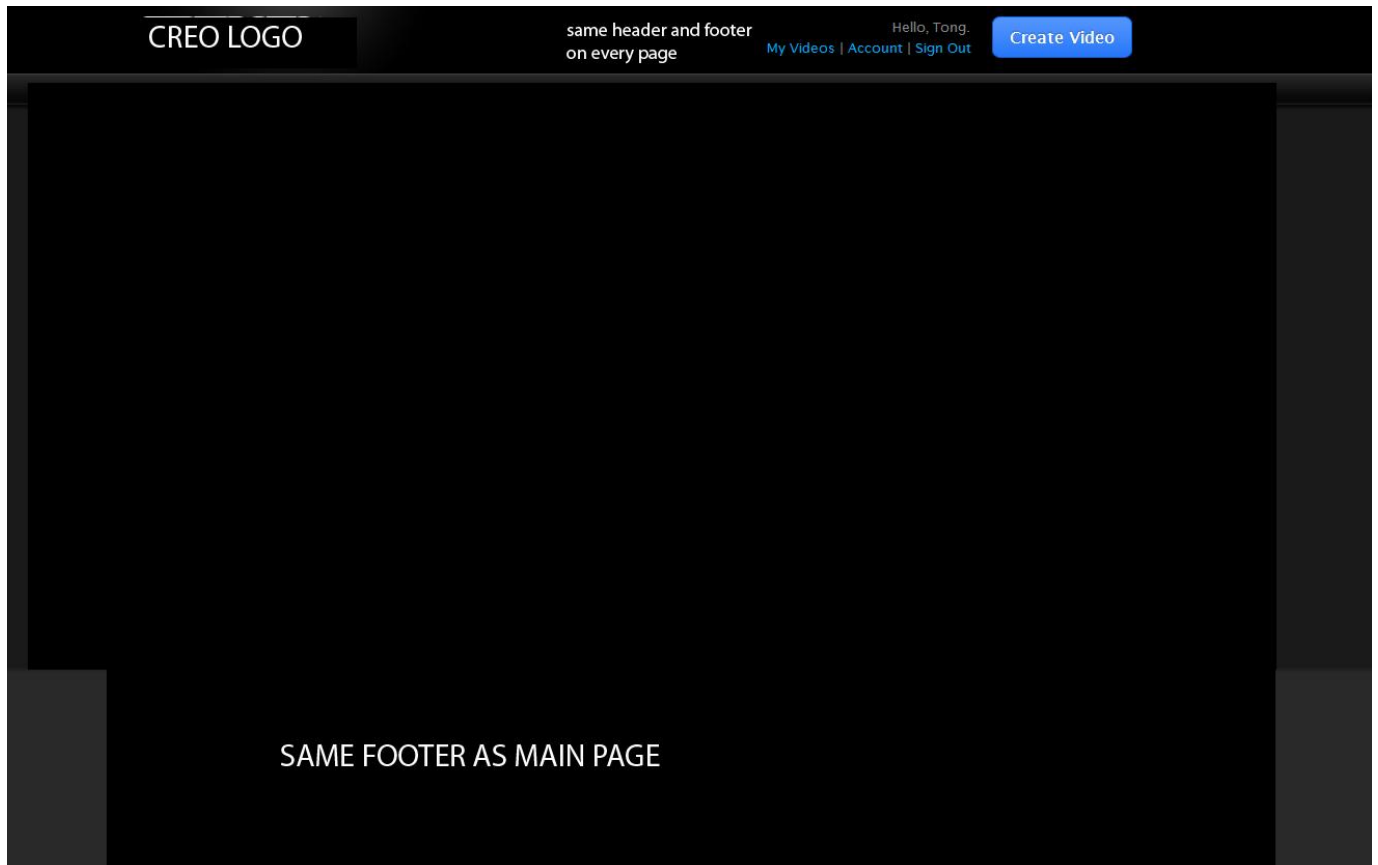 CREO LOGO
same header and footer
on every page
Hello, Tong.
My Videos | Account | Sign Out
Create Video
SAME FOOTER AS MAIN PAGE